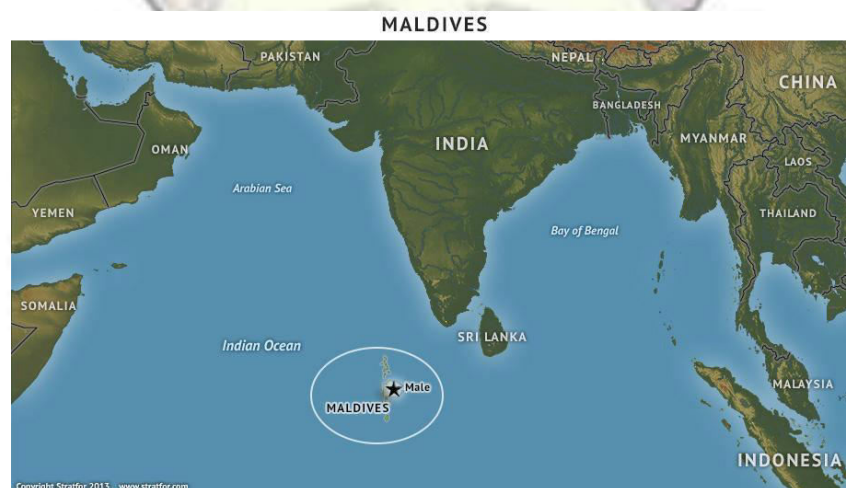 MALDIVES
PAKISTAN
NEPAL
CHINA
BANGLADESH
INDIA
MYANMAR
OMAN
LAOS
Arabian Sea
YEMEN
THAILAND
Bay of Bengal
SOMALIA
SRI LANKA
Indian Ocean
Male
MALAYSIA
MALDIVES
INDONESIA
Copyright Stratfor 2013 www.stratfor.com